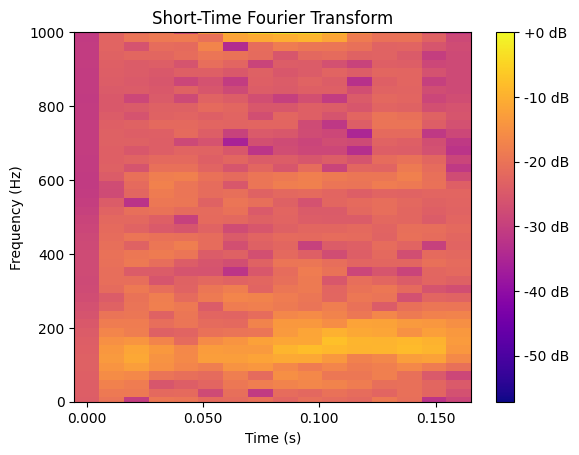 Short-Time Fourier Transform
1000
800
600
400
200
0
Frequency (Hz)
0.000
0.050
0.100
0.150
Time (s)
+0 dB
-10 dB
-20 dB
-30 dB
-40 dB
-50 dB